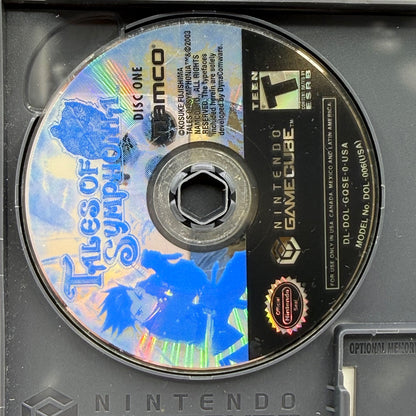 TALES OF
SYMPHONIA
DISC ONE
namco
©KOSUKE FUJISHIMA
TALES OF SYMPHONIA™&©2003
NAMCO LTD., ALL RIGHTS
RESERVED. The typefaces
included herein are solely
developed by DynaComware.
TEEN
T
ESRB
NINTENDO
GAMECUBE™
DL-DOL-GQSE-0-USA
FOR USE ONLY IN USA, CANADA, MEXICO AND LATIN AMERICA.
MODEL No. DOL-006(USA)
Official
Nintendo
Seal
OPTIONAL MEMORY
NINTENDO